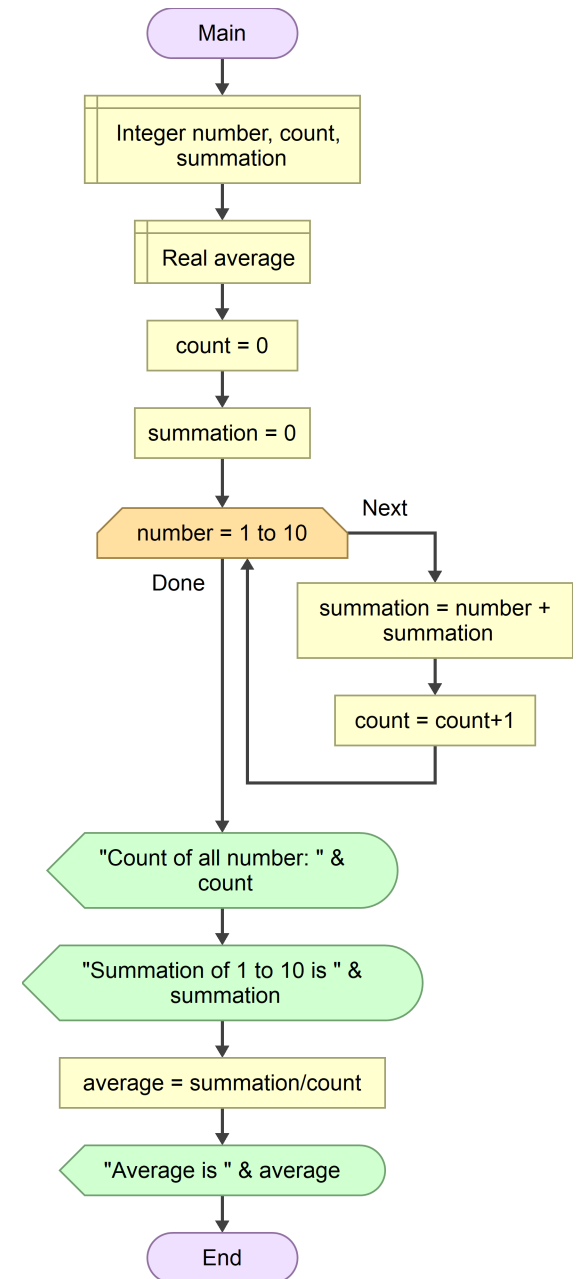 Main
Integer number, count,
summation
Real average
count = 0
summation = 0
number = 1 to 10
Next
Done
summation = number +
summation
count = count+1
"Count of all number: " &
count
"Summation of 1 to 10 is " &
summation
average = summation/count
"Average is " & average
End